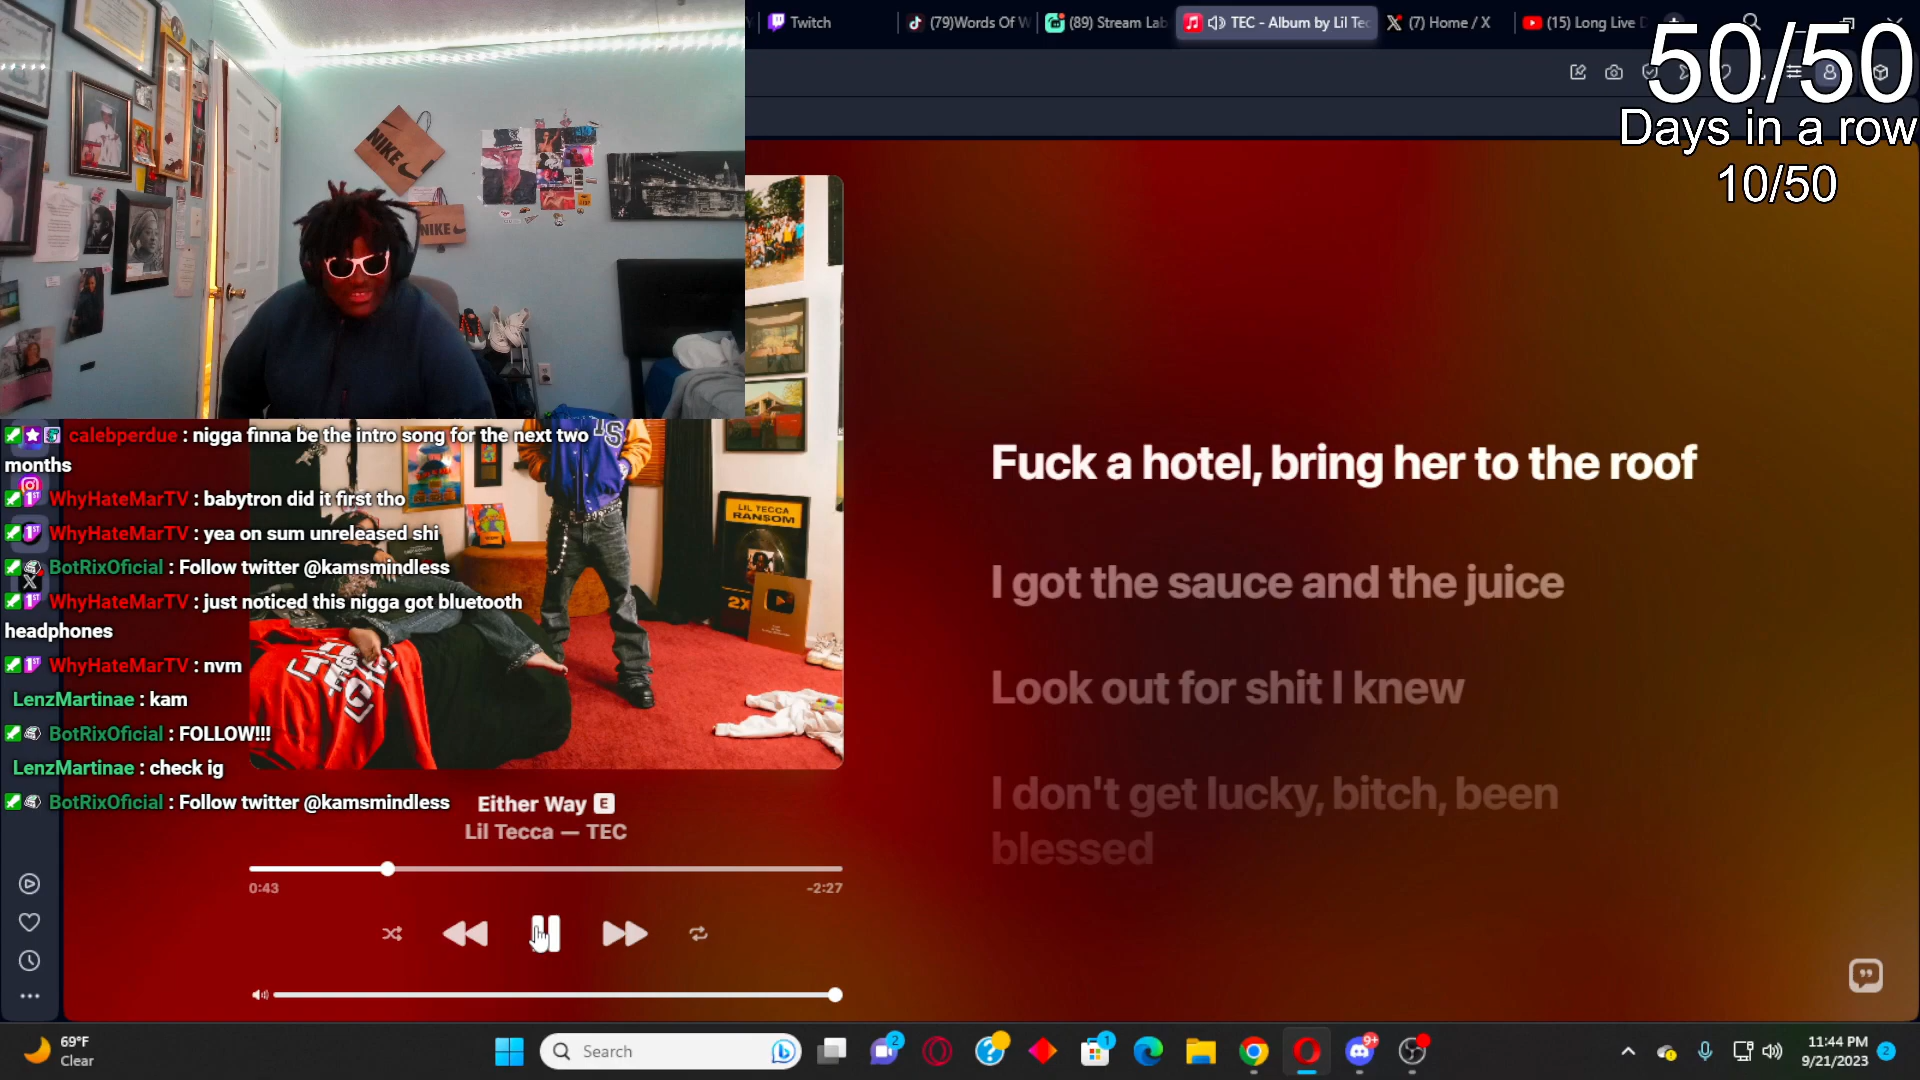 Twitch
(79)Words Of W
(89) Stream Lab
TEC - Album by Lil Tec
(7) Home / X
(15) Long Live
50/50
Days in a row
10/50
NIKE
NIKE
calebperdue : nigga finna be the intro song for the next two
months
WhyHateMarTV : babytron did it first tho
WhyHateMarTV : yea on sum unreleased shi
BotRixOficial : Follow twitter @kamsmindless
WhyHateMarTV : just noticed this nigga got bluetooth
headphones
WhyHateMarTV : nvm
LenzMartinae : kam
BotRixOficial : FOLLOW!!!
LenzMartinae : check ig
BotRixOficial : Follow twitter @kamsmindless
LIL TECCA
RANSOM
2X
Either Way E
Lil Tecca — TEC
0:43
-2:27
Fuck a hotel, bring her to the roof
I got the sauce and the juice
Look out for shit I knew
I don't get lucky, bitch, been
blessed
69°F
Clear
Search
2
1
9+
11:44 PM
9/21/2023
2